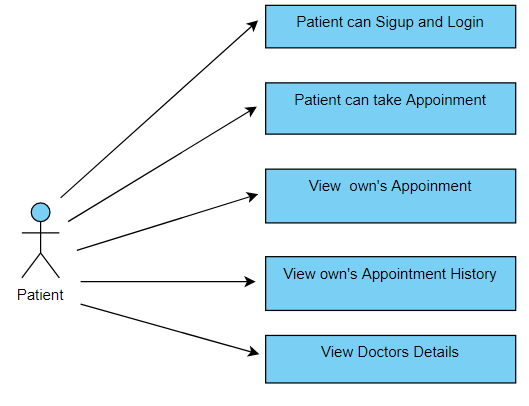 Patient can Sigup and Login
Patient can take Appoinment
View own's Appoinment
View own's Appointment History
Patient
View Doctors Details